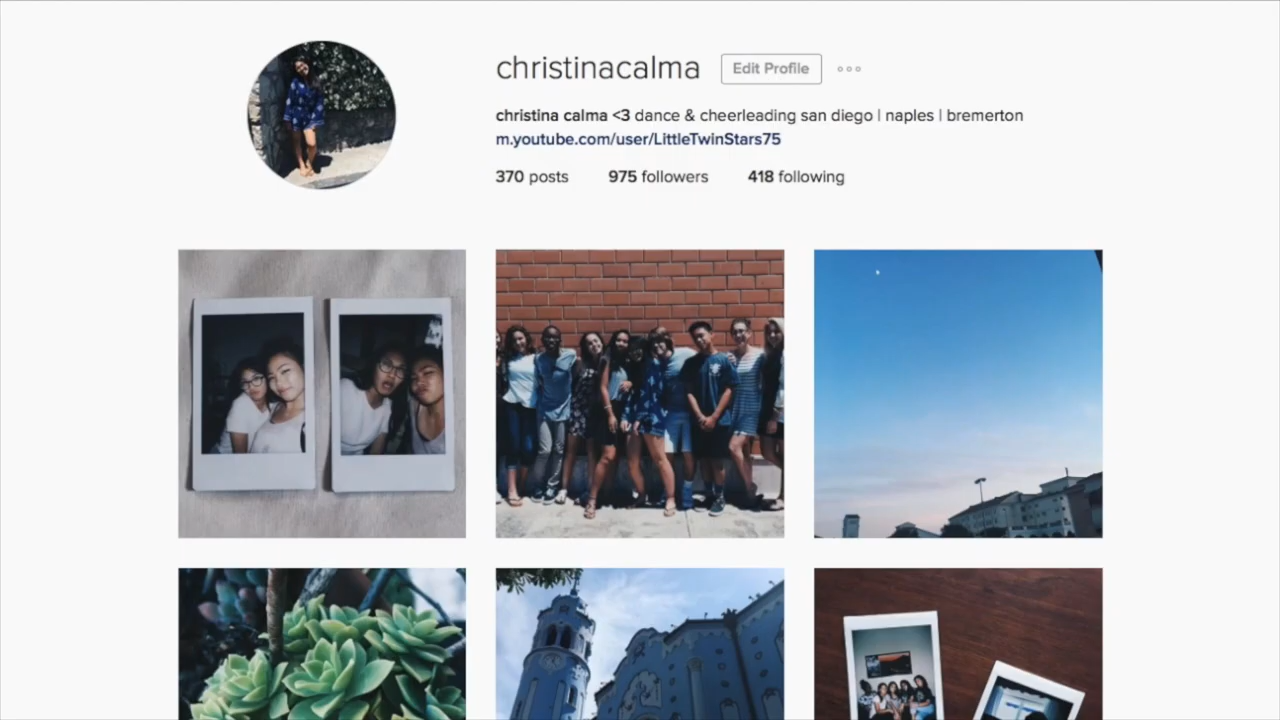 christinacalma Edit Profile
christina calma <3 dance & cheerleading san diego | naples | bremerton
m.youtube.com/user/LittleTwinStars75
370 posts 975 followers 418 following